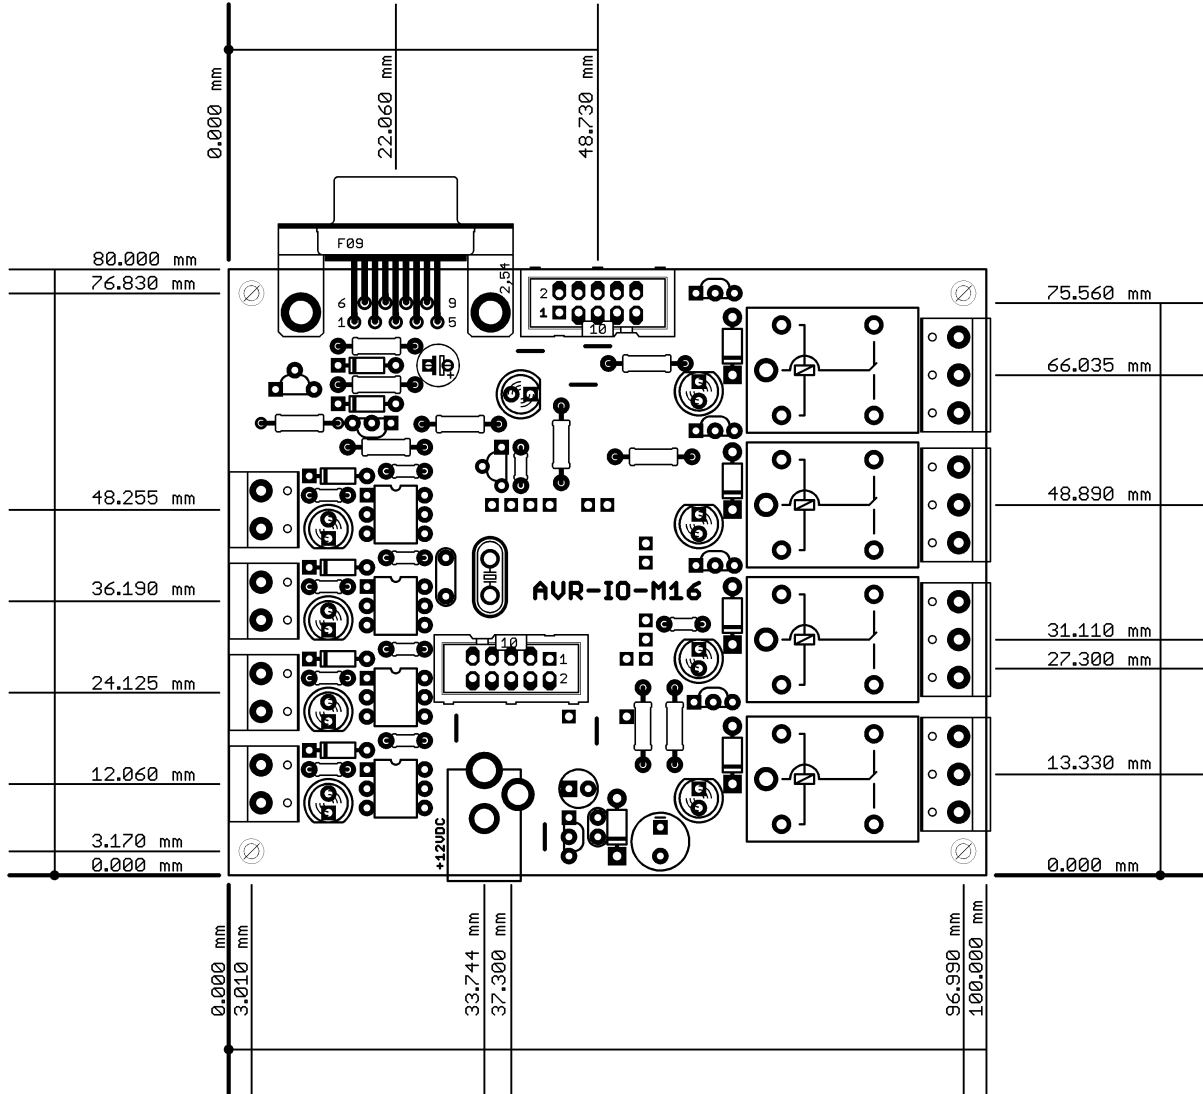 0.000 mm
22.060 mm
48.730 mm
F09
2,54
80.000 mm
76.830 mm
6
9
1
5
2
1
10
75.560 mm
66.035 mm
+
48.255 mm
48.890 mm
36.190 mm
AVR-IO-M16
31.110 mm
10
1
2
27.300 mm
24.125 mm
12.060 mm
13.330 mm
+12VDC
3.170 mm
0.000 mm
0.000 mm
0.000 mm
3.010 mm
33.744 mm
37.300 mm
96.990 mm
100.000 mm